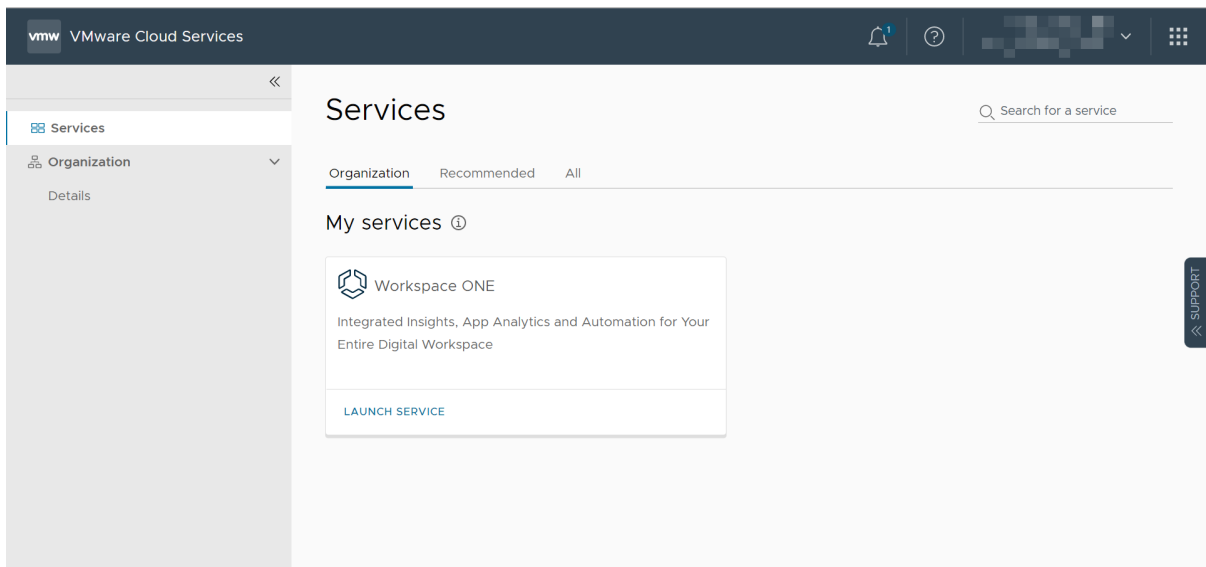 vmw VMware Cloud Services
1
Services
Organization
Details
Services
Search for a service
Organization Recommended All
My services
Workspace ONE
Integrated Insights, App Analytics and Automation for Your
Entire Digital Workspace
LAUNCH SERVICE
SUPPORT